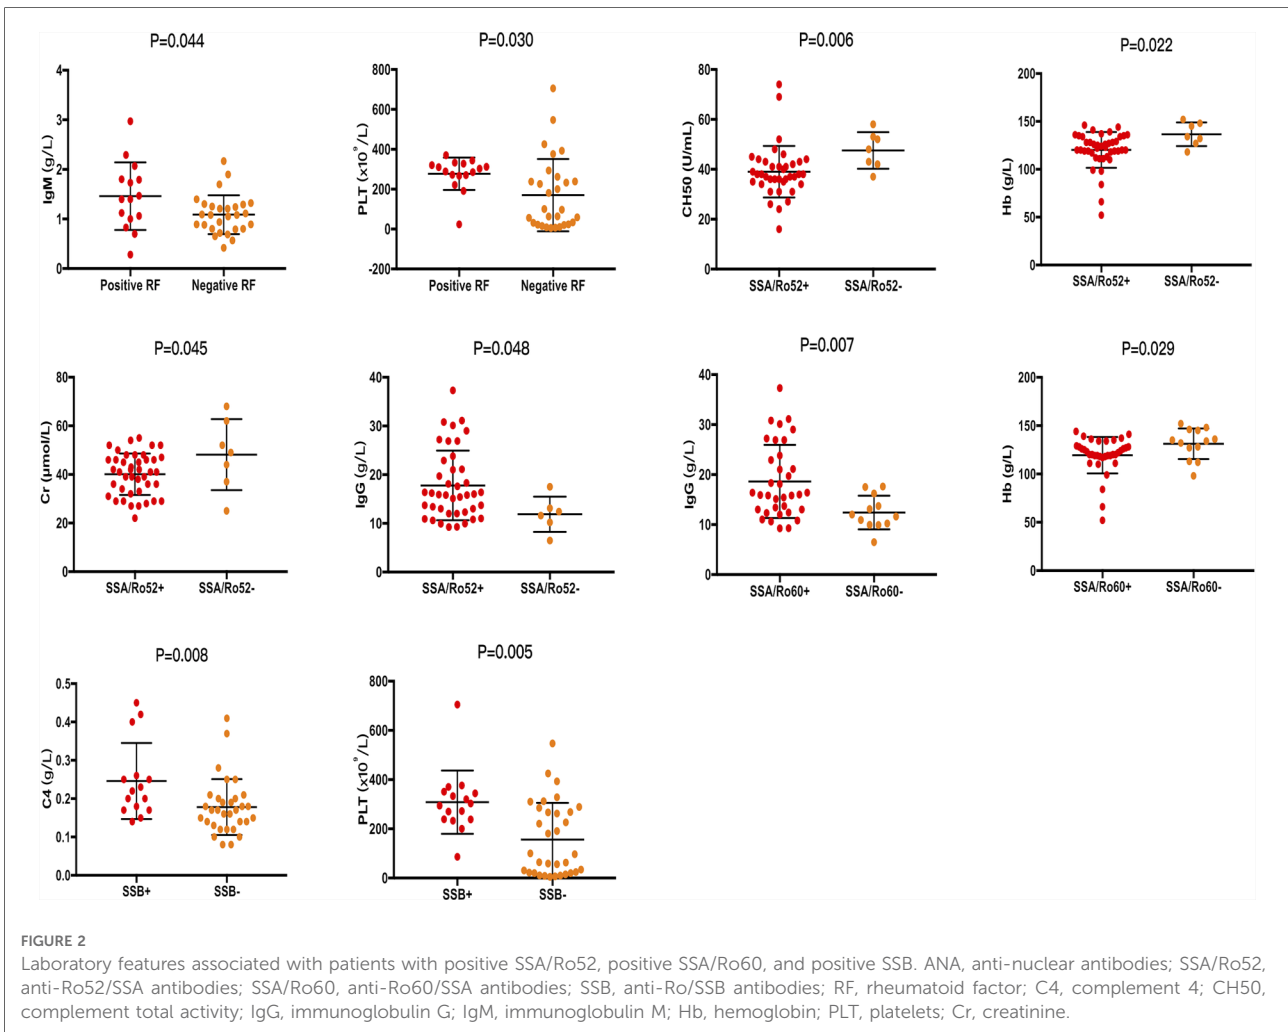 P=0.044
P=0.030
P=0.006
P=0.022
IgM (g/L)
4
3
2
1
0
Positive RF
Negative RF
PLT (x10⁹/L)
800
600
400
200
0
-200
Positive RF
Negative RF
CH50 (U/mL)
80
60
40
20
0
SSA/Ro52+
SSA/Ro52-
Hb (g/L)
200
150
100
50
0
SSA/Ro52+
SSA/Ro52-
P=0.045
P=0.048
P=0.007
P=0.029
Cr (μmol/L)
80
60
40
20
0
SSA/Ro52+
SSA/Ro52-
IgG (g/L)
40
30
20
10
0
SSA/Ro52+
SSA/Ro52-
IgG (g/L)
40
30
20
10
0
SSA/Ro60+
SSA/Ro60-
Hb (g/L)
200
150
100
50
0
SSA/Ro60+
SSA/Ro60-
P=0.008
P=0.005
C4 (g/L)
0.5
0.4
0.3
0.2
0.1
0.0
SSB+
SSB-
PLT (x10⁹/L)
800
600
400
200
0
SSB+
SSB-
FIGURE 2
Laboratory features associated with patients with positive SSA/Ro52, positive SSA/Ro60, and positive SSB. ANA, anti-nuclear antibodies; SSA/Ro52,
anti-Ro52/SSA antibodies; SSA/Ro60, anti-Ro60/SSA antibodies; SSB, anti-Ro/SSB antibodies; RF, rheumatoid factor; C4, complement 4; CH50,
complement total activity; IgG, immunoglobulin G; IgM, immunoglobulin M; Hb, hemoglobin; PLT, platelets; Cr, creatinine.